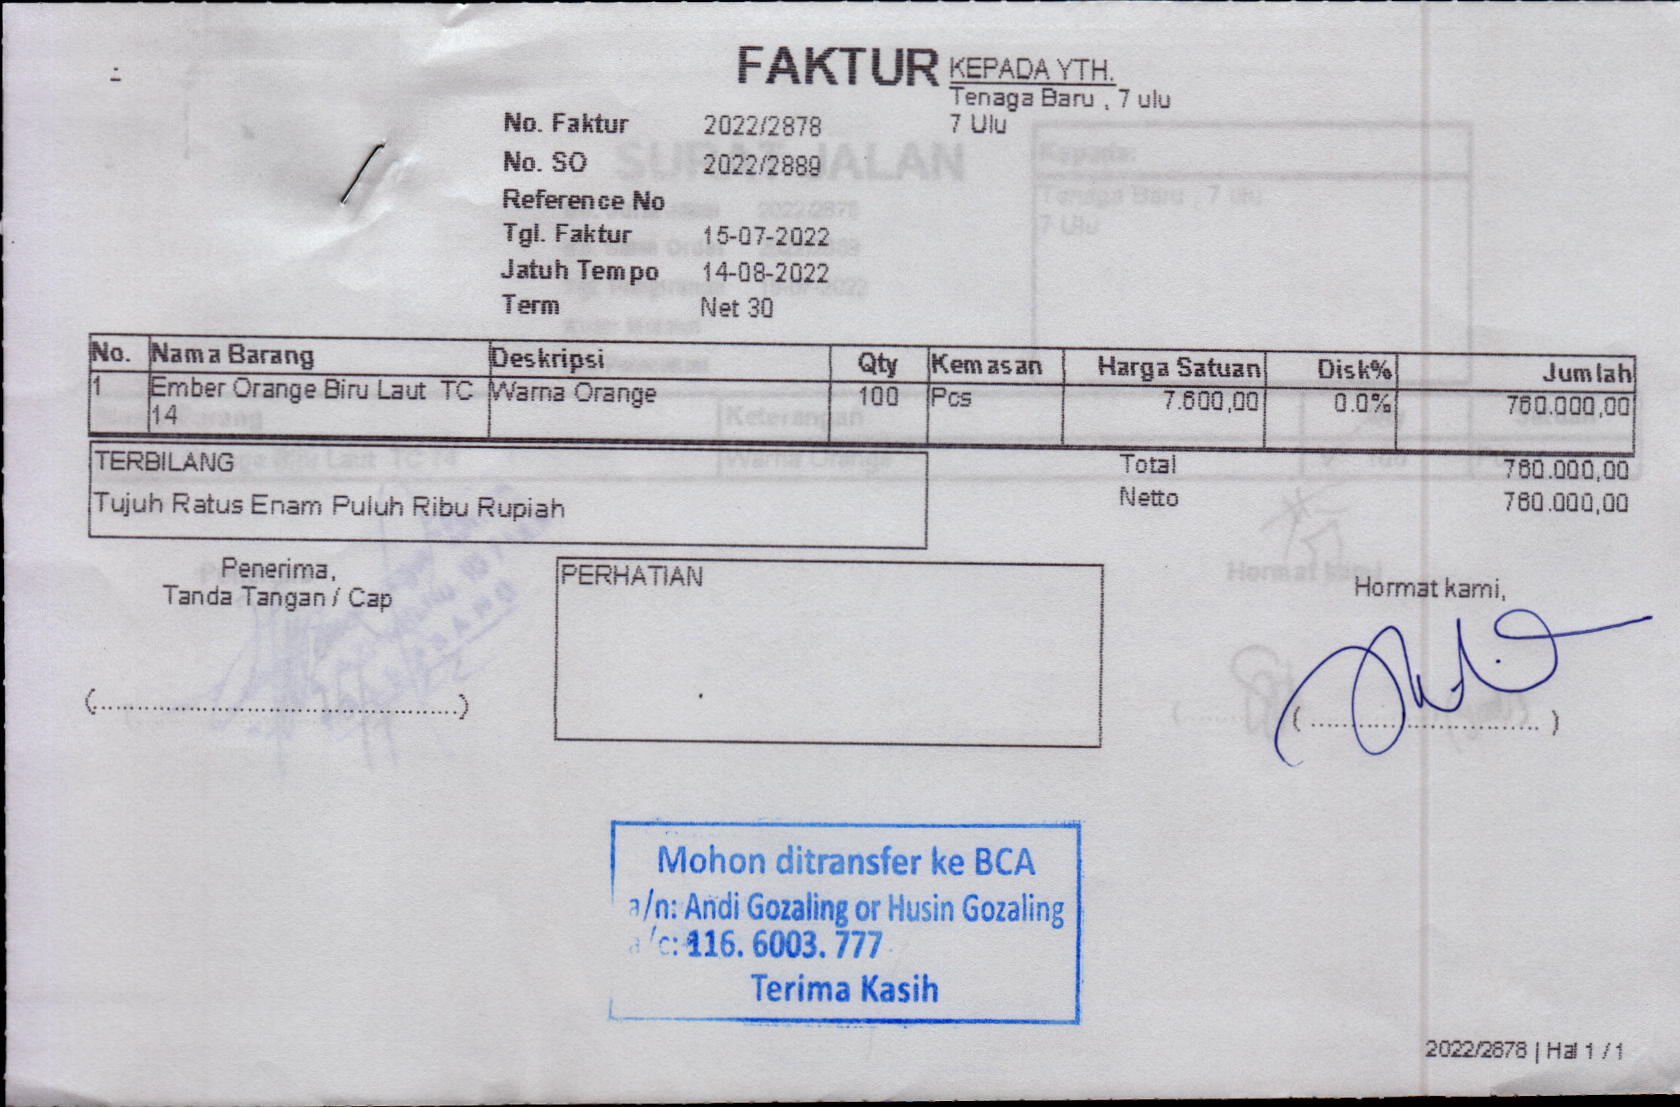 FAKTUR
KEPADA YTH.
Tenaga Baru , 7 ulu
7 Ulu
No. Faktur 2022/2878
No. SO 2022/2889
Reference No
Tgl. Faktur 15-07-2022
Jatuh Tempo 14-08-2022
Term Net 30
No. Nama Barang Deskripsi Qty Kemasan Harga Satuan Disk% Jumlah
1 Ember Orange Biru Laut TC Warna Orange 100 Pcs 7.600,00 0.0% 760.000,00
14
TERBILANG
Tujuh Ratus Enam Puluh Ribu Rupiah
Total 760.000,00
Netto 760.000,00
Penerima,
Tanda Tangan / Cap
(..................................................)
PERHATIAN
Hormat kami,
( ................................ )
Mohon ditransfer ke BCA
a/n: Andi Gozaling or Husin Gozaling
a/c: 116. 6003. 777
Terima Kasih
2022/2878 | Hal 1 / 1